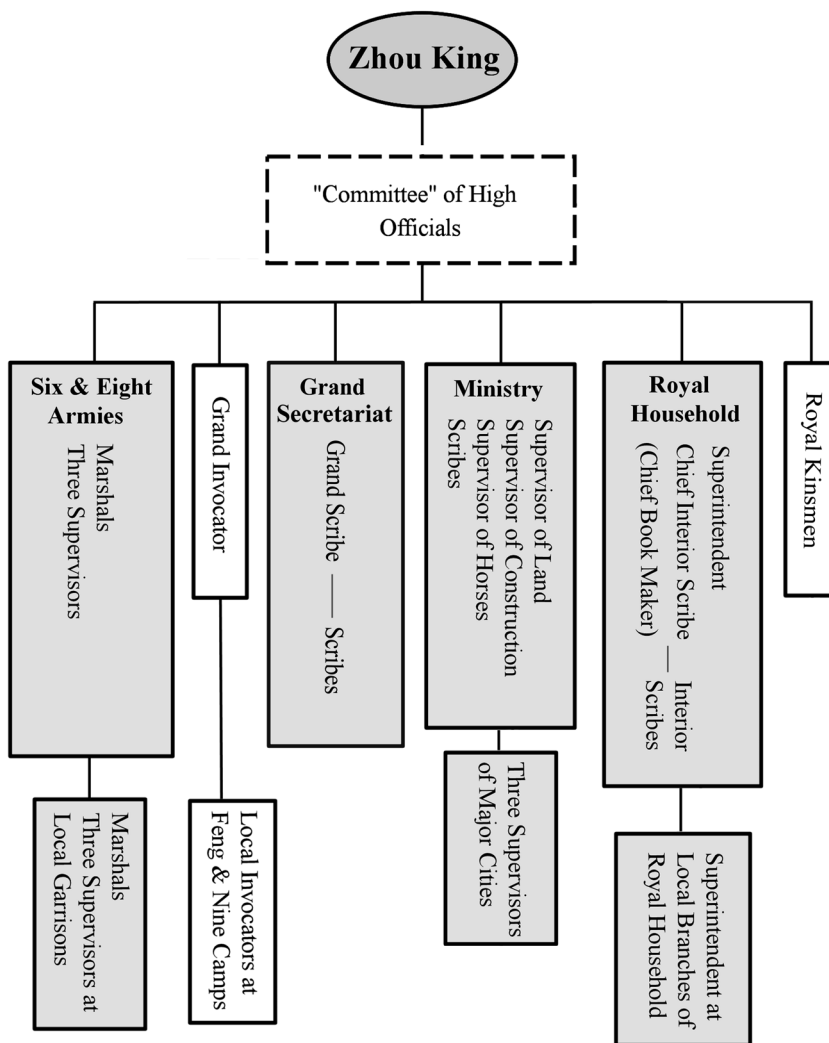 Zhou King
"Committee" of High
Officials
Six & Eight
Armies
Marshals
Three Supervisors
Grand Invocator
Grand
Secretariat
Grand Scribe — Scribes
Ministry
Supervisor of Land
Supervisor of Construction
Supervisor of Horses
Scribes
Royal
Household
Superintendent
Chief Interior Scribe — Interior
(Chief Book Maker) Scribes
Royal Kinsmen
Marshals
Three Supervisors at
Local Garrisons
Local Invocators at
Feng & Nine Camps
Three Supervisors
of Major Cities
Superintendent at
Local Branches of
Royal Household